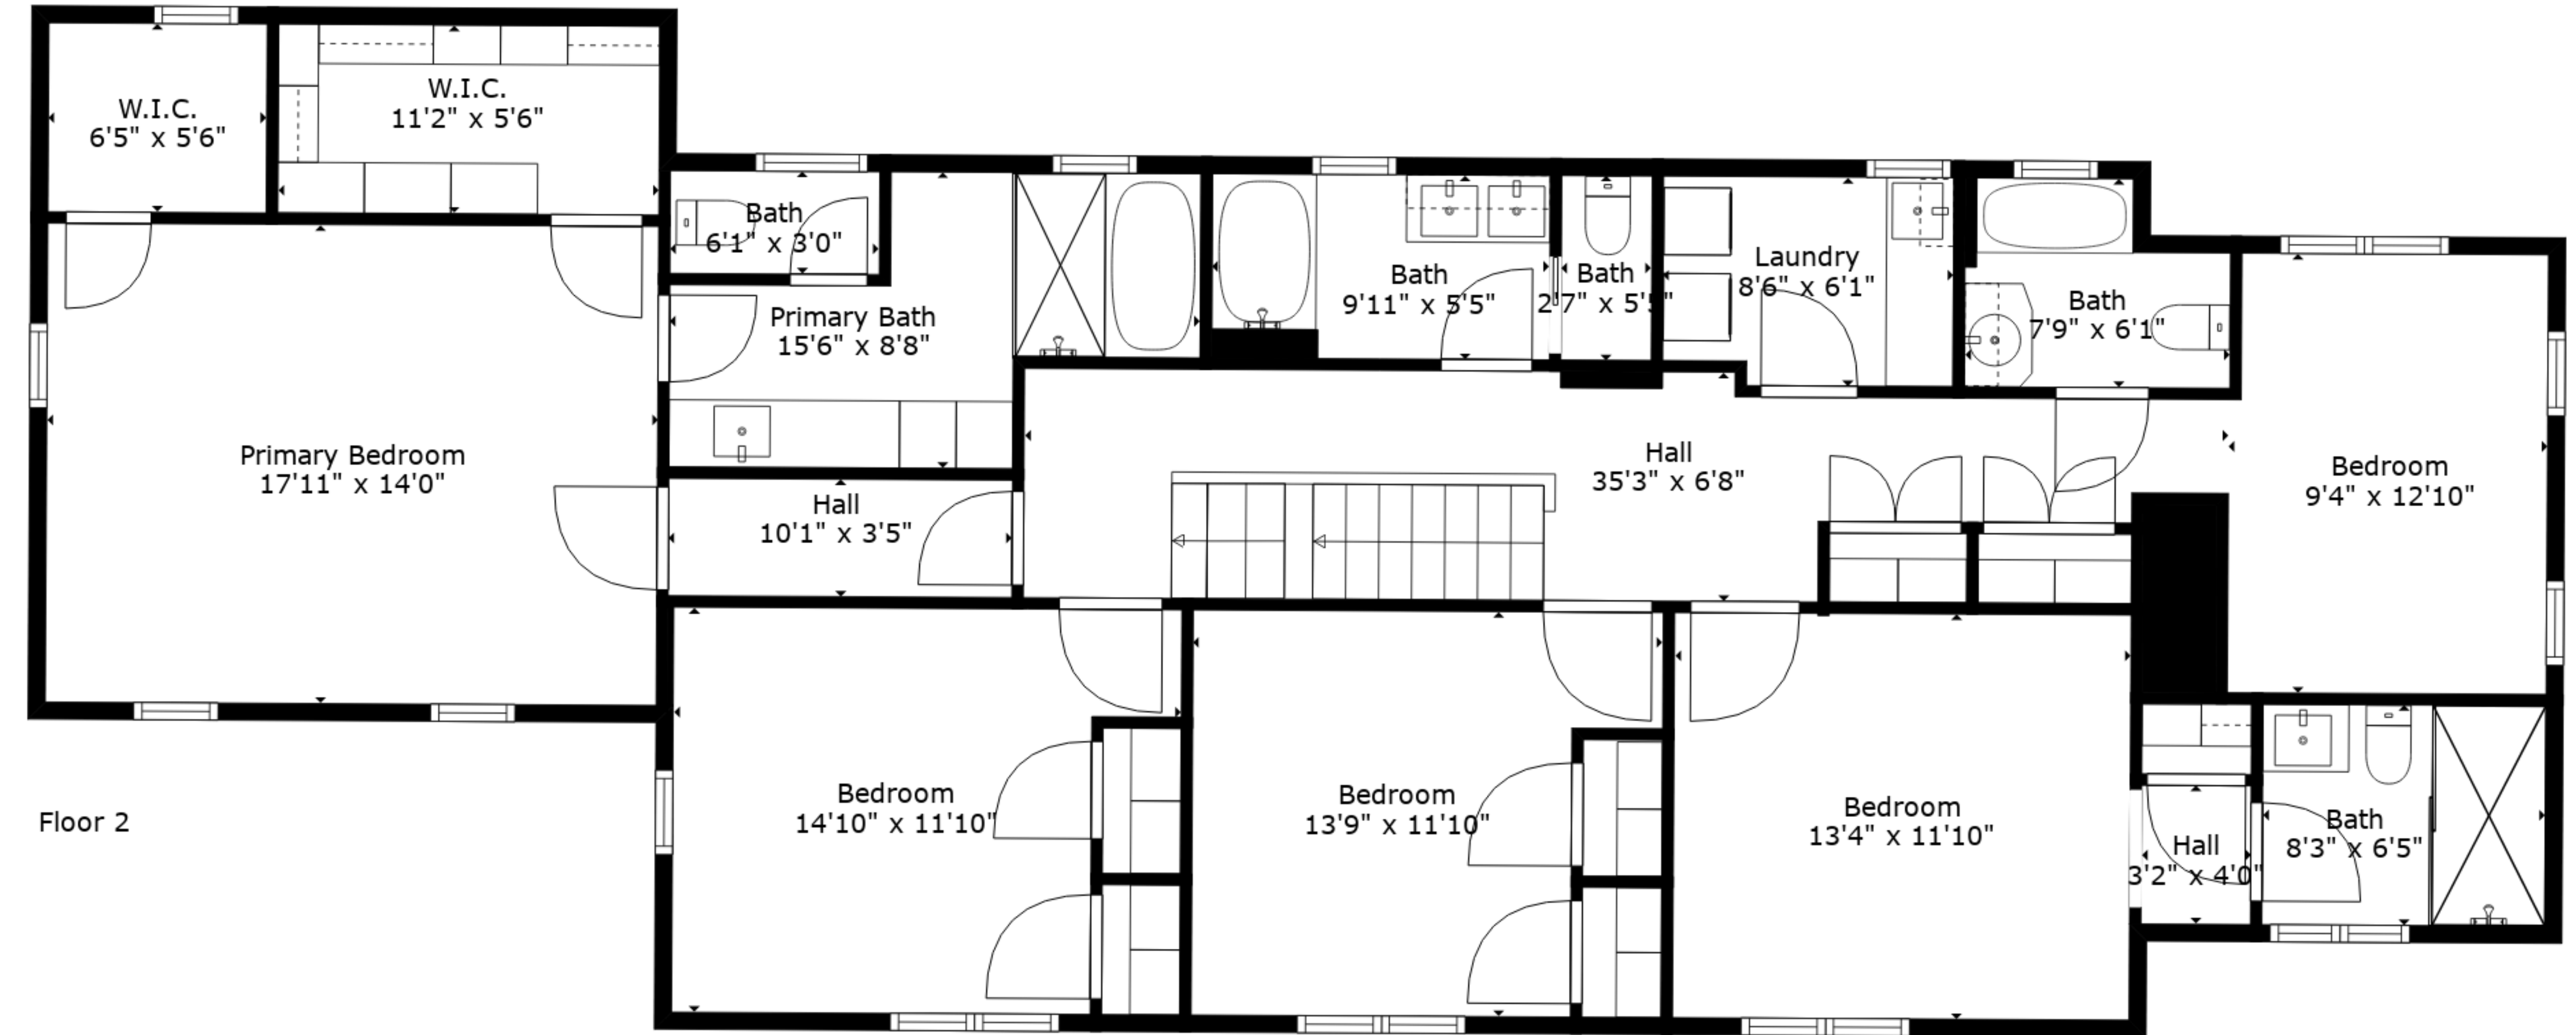 W.I.C.
6'5" x 5'6"
W.I.C.
11'2" x 5'6"
Bath
6'1" x 3'0"
Primary Bath
15'6" x 8'8"
Bath
9'11" x 5'5"
Bath
2'7" x 5'5"
Laundry
8'6" x 6'1"
Bath
7'9" x 6'1"
Primary Bedroom
17'11" x 14'0"
Hall
10'1" x 3'5"
Hall
35'3" x 6'8"
Bedroom
9'4" x 12'10"
Floor 2
Bedroom
14'10" x 11'10"
Bedroom
13'9" x 11'10"
Bedroom
13'4" x 11'10"
Hall
3'2" x 4'0"
Bath
8'3" x 6'5"